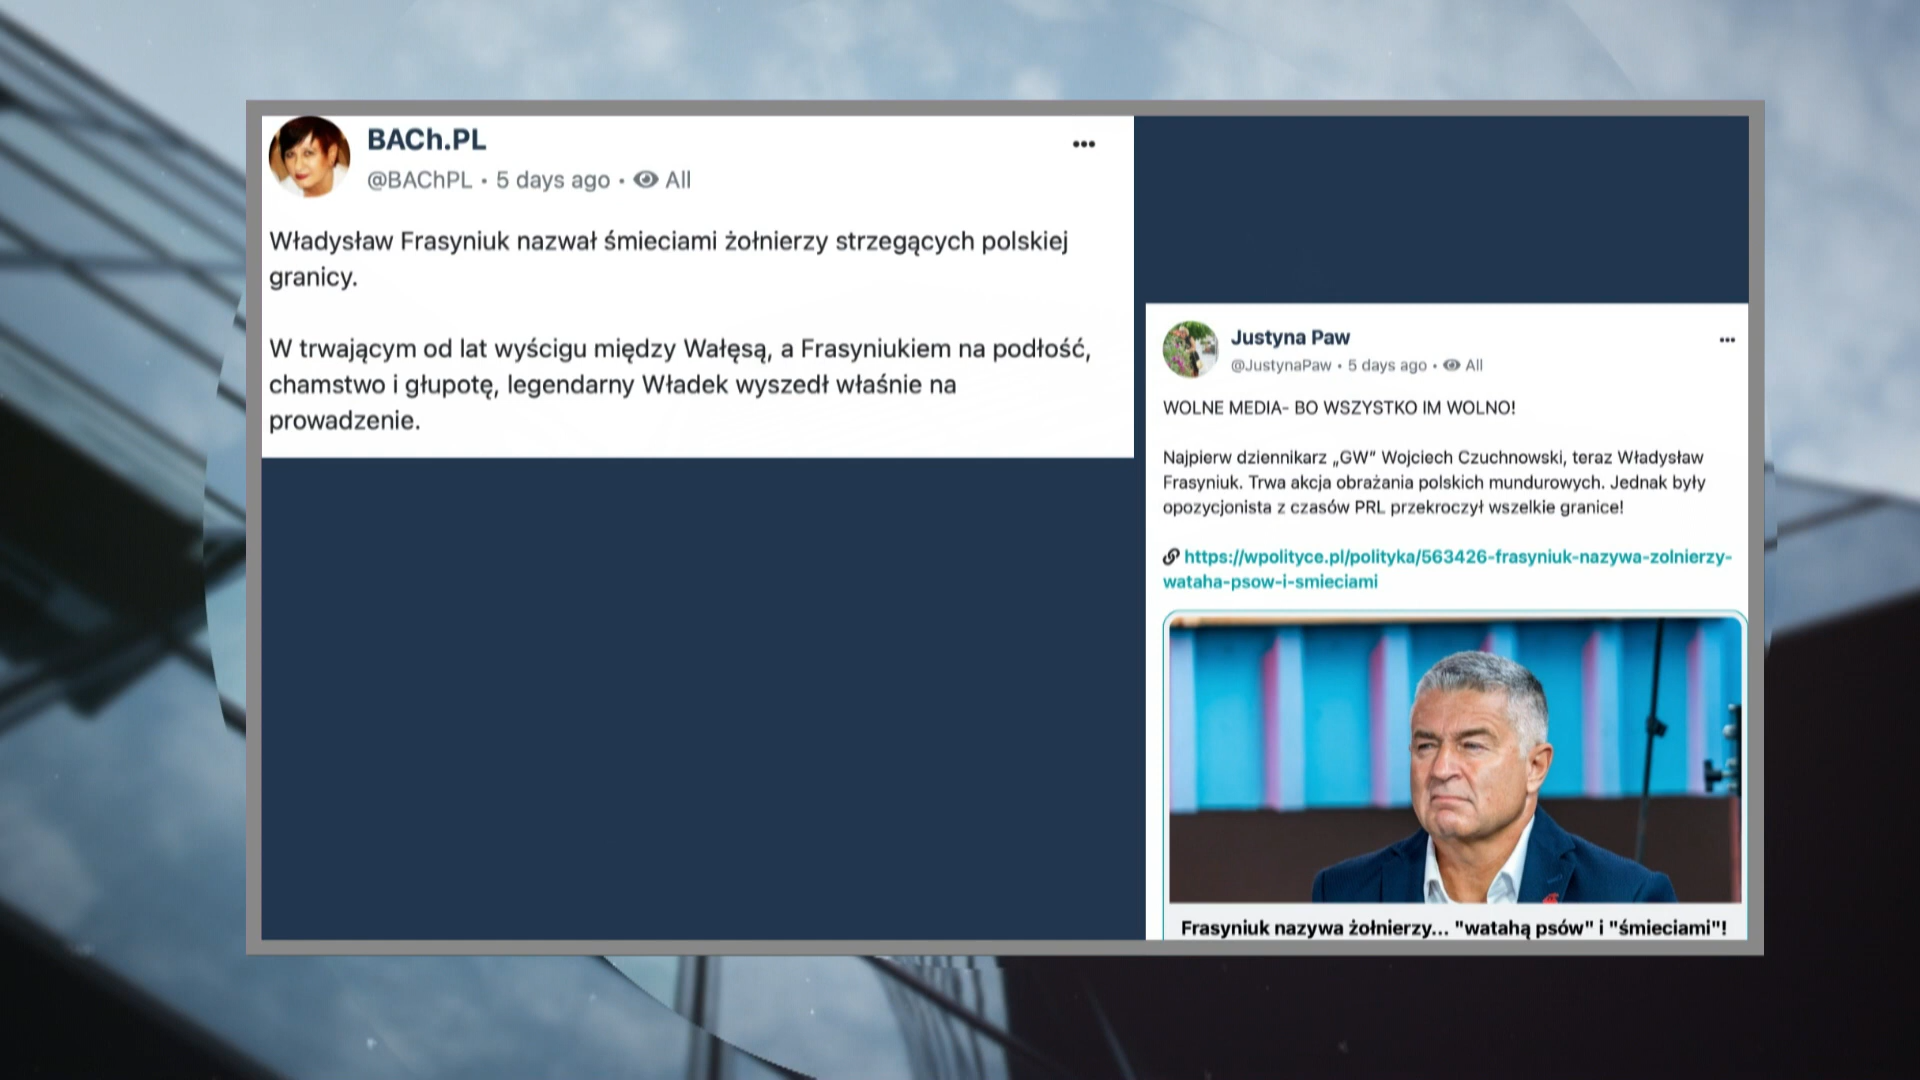 BACh.PL
@BAChPL • 5 days ago • All
Władysław Frasyniuk nazwał śmieciami żołnierzy strzegących polskiej
granicy.
W trwającym od lat wyścigu między Wałęsą, a Frasyniukiem na podłość,
chamstwo i głupotę, legendarny Władek wyszedł właśnie na
prowadzenie.
Justyna Paw
@JustynaPaw • 5 days ago • All
WOLNE MEDIA- BO WSZYSTKO IM WOLNO!
Najpierw dziennikarz „GW” Wojciech Czuchnowski, teraz Władysław
Frasyniuk. Trwa akcja obrażania polskich mundurowych. Jednak były
opozycjonista z czasów PRL przekroczył wszelkie granice!
https://wpolityce.pl/polityka/563426-frasyniuk-nazywa-zolnierzy-
wataha-psow-i-smieciami
Frasyniuk nazywa żołnierzy... "watahą psów" i "śmieciami"!